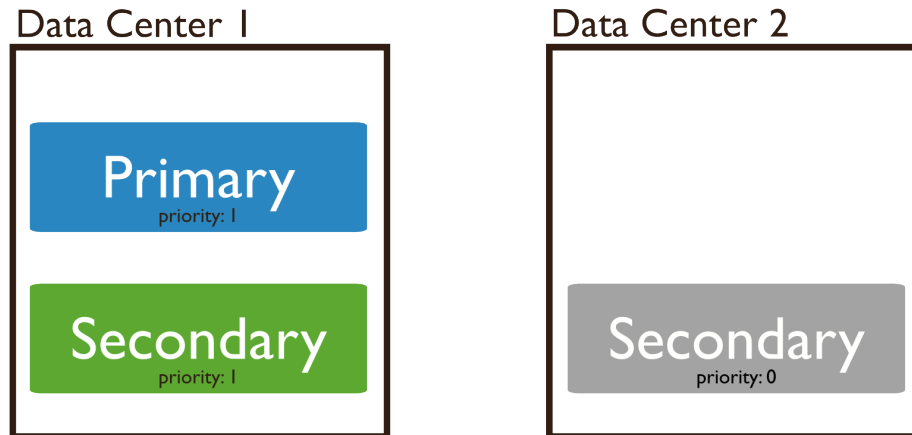 Data Center 1
Primary
priority: 1
Secondary
priority: 1
Data Center 2
Secondary
priority: 0